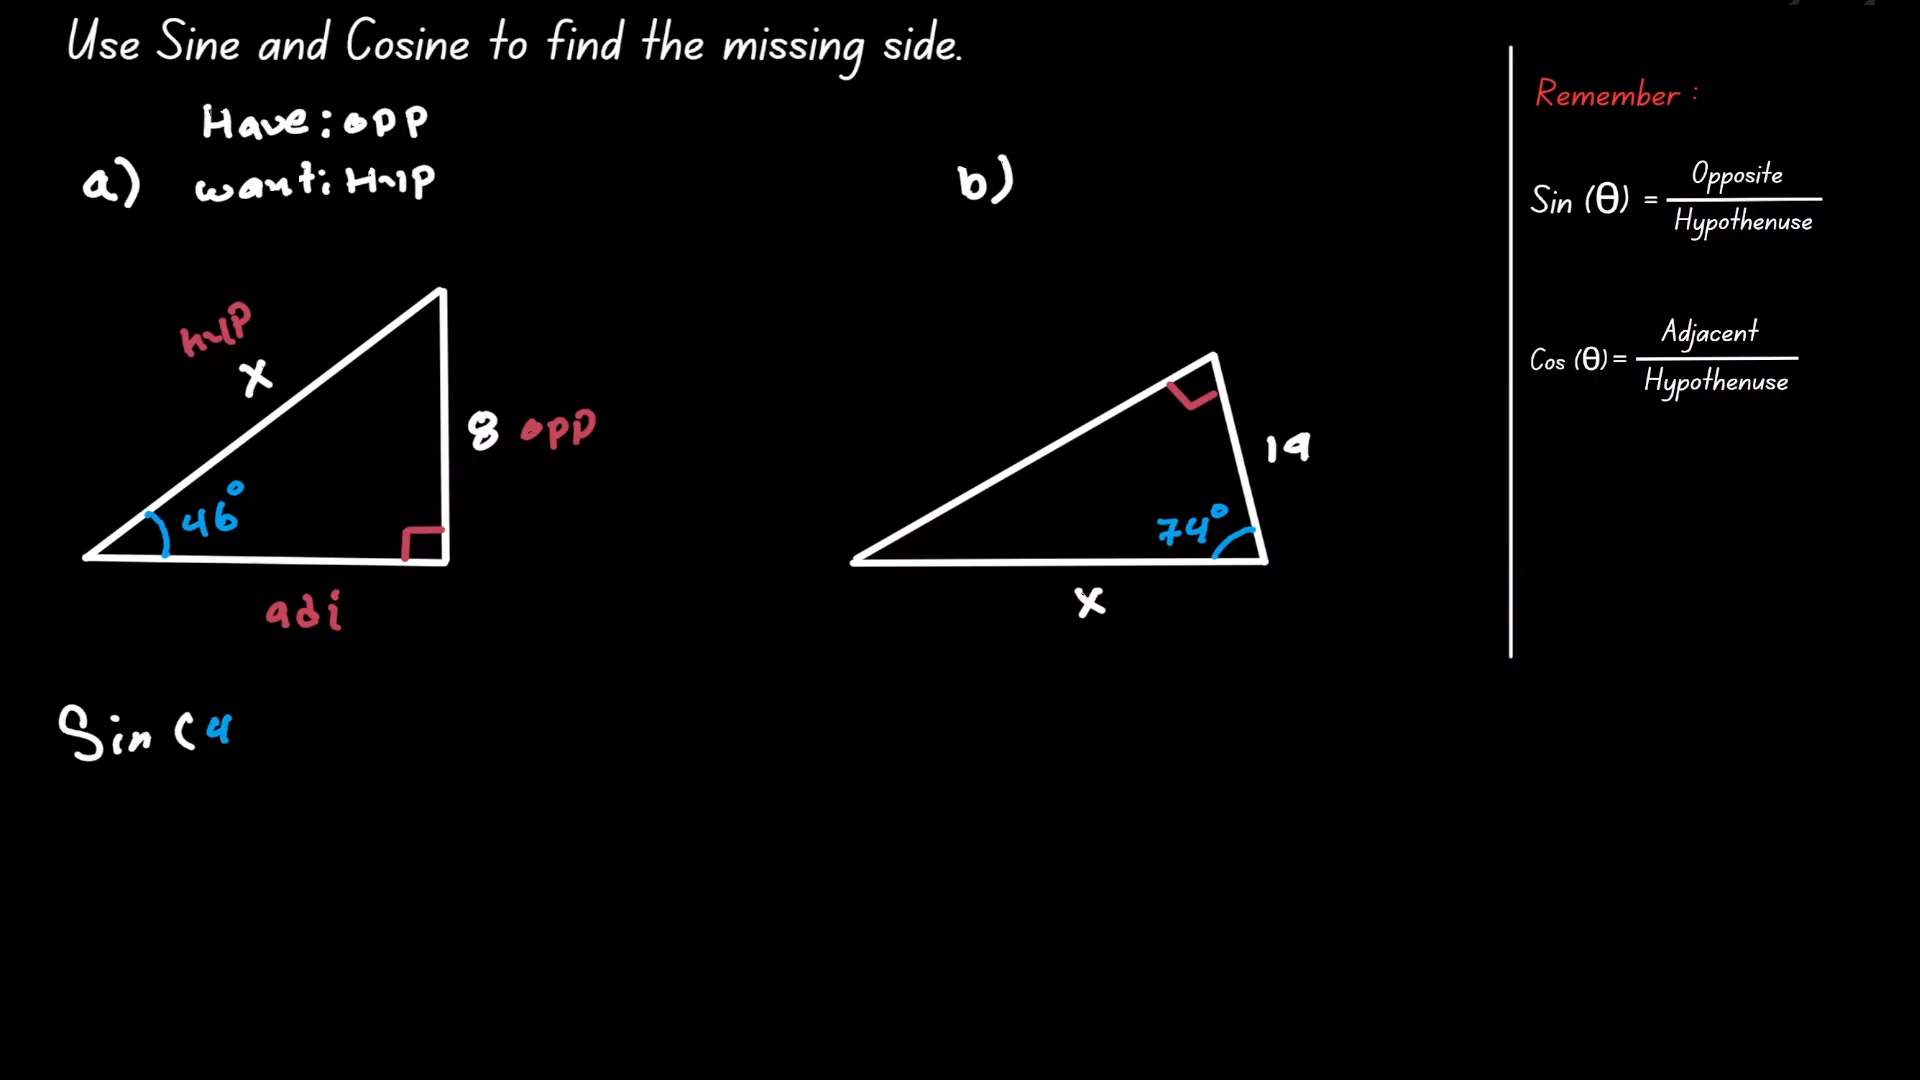 Use Sine and Cosine to find the missing side.
Have: opp
a) want: Hyp
hyp
x
8 opp
46°
adj
Sin (4
b)
14
74°
x
Remember :
Sin (θ) = Opposite
Hypothenuse
Cos (θ) = Adjacent
Hypothenuse